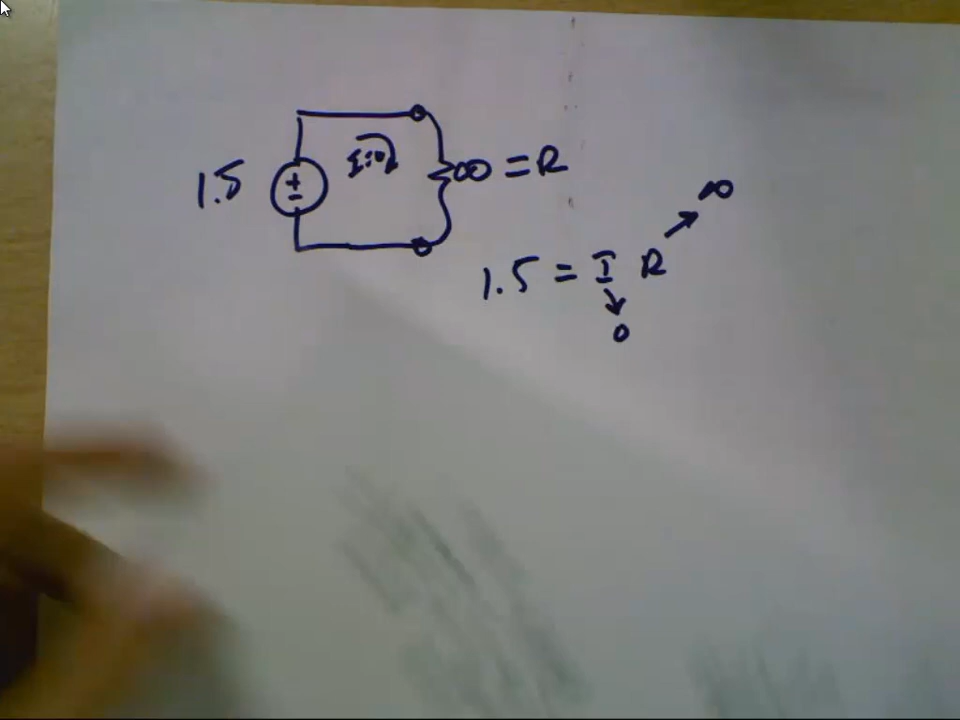 1.5
+
-
I=0
∞ = R
∞
1.5 = I R
0